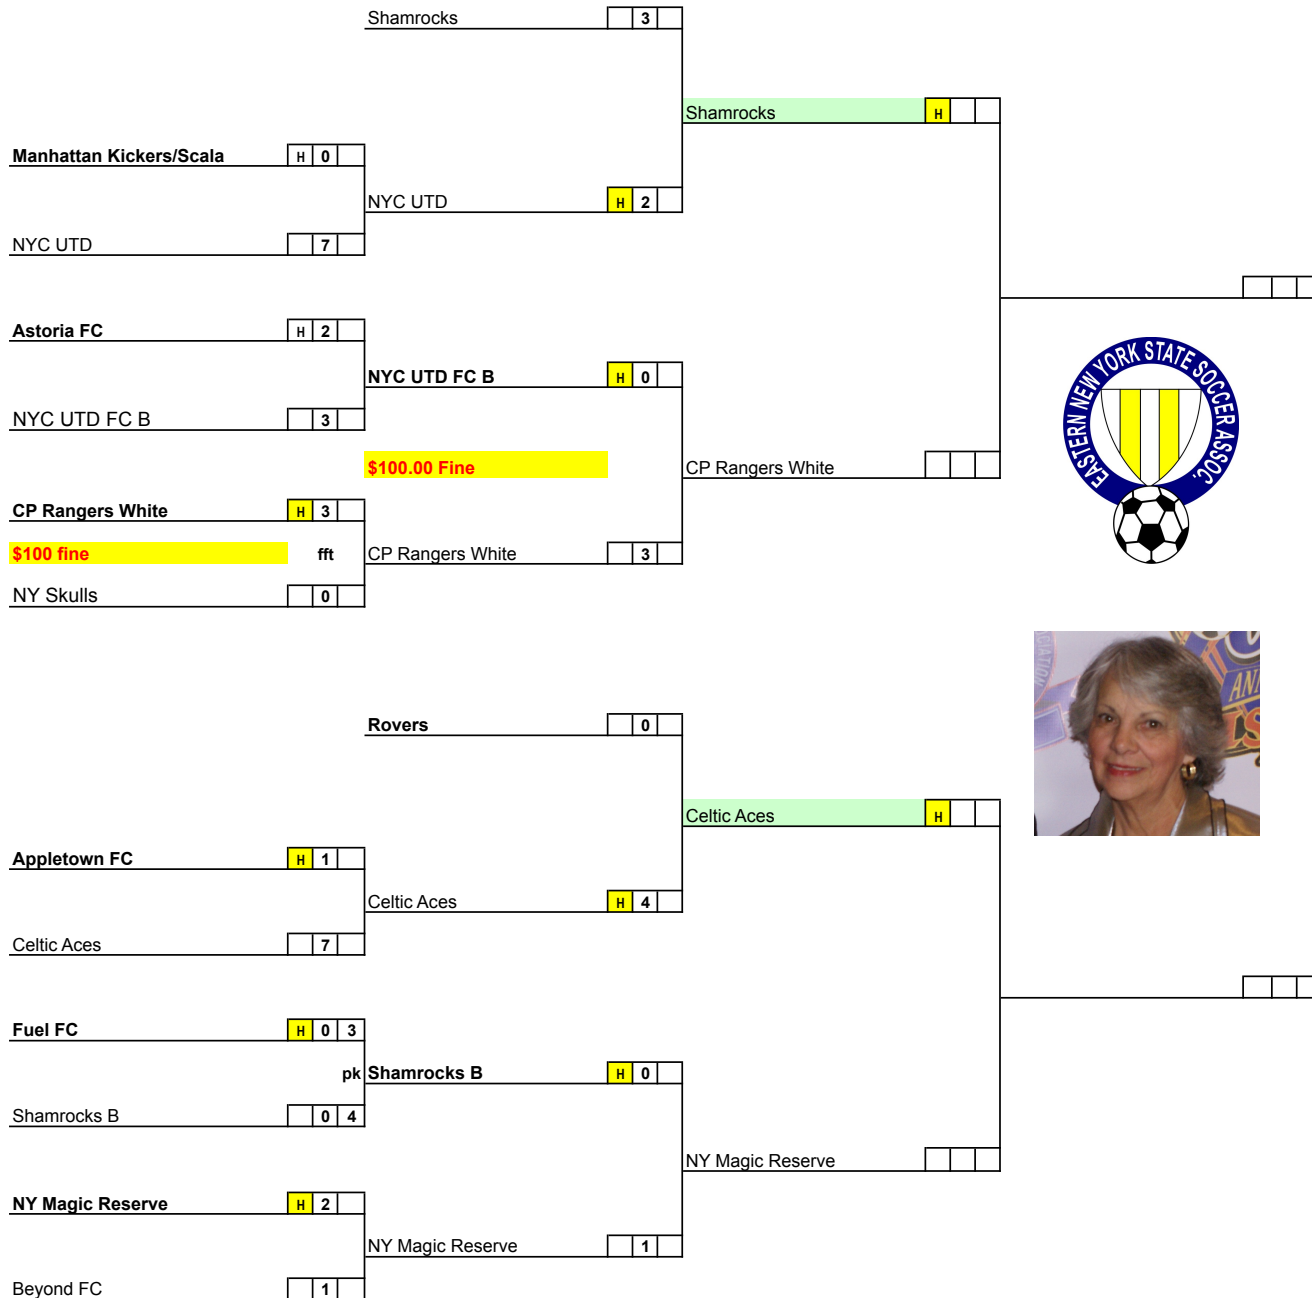 Shamrocks 3
Shamrocks H
Manhattan Kickers/Scala H 0
NYC UTD H 2
NYC UTD 7
Astoria FC H 2
NYC UTD FC B H 0
NYC UTD FC B 3
$100.00 Fine
CP Rangers White
CP Rangers White H 3
$100 fine fft
CP Rangers White 3
NY Skulls 0
EASTERN NEW YORK STATE SOCCER ASSOC.
Rovers 0
Celtic Aces H
Appletown FC H 1
Celtic Aces H 4
Celtic Aces 7
Fuel FC H 0 3
pk
Shamrocks B H 0
Shamrocks B 0 4
NY Magic Reserve
NY Magic Reserve H 2
NY Magic Reserve 1
Beyond FC 1